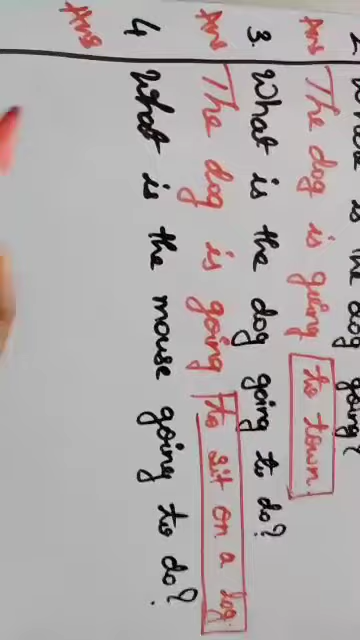 2. Where is the dog going?
Ans The dog is going to town.
3. What is the dog going to do?
Ans The dog is going to sit on a log.
4 What is the mouse going to do?
Ans